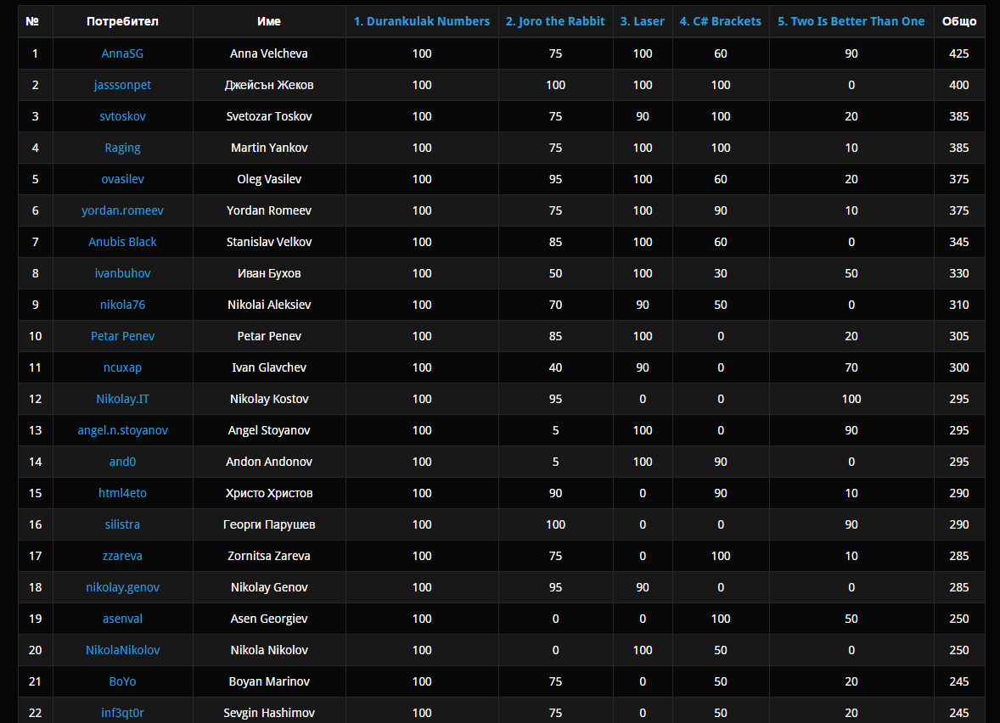 № Потребител Име 1. Durankulak Numbers 2. Joro the Rabbit 3. Laser 4. C# Brackets 5. Two Is Better Than One Общо
1 AnnaSG Anna Velcheva 100 75 100 60 90 425
2 jasssonpet Джейсън Жеков 100 100 100 100 0 400
3 svtoskov Svetozar Toskov 100 75 90 100 20 385
4 Raging Martin Yankov 100 75 100 100 10 385
5 ovasilev Oleg Vasilev 100 95 100 60 20 375
6 yordan.romeev Yordan Romeev 100 75 100 90 10 375
7 Anubis Black Stanislav Velkov 100 85 100 60 0 345
8 ivanbuhov Иван Бухов 100 50 100 30 50 330
9 nikola76 Nikolai Aleksiev 100 70 90 50 0 310
10 Petar Penev Petar Penev 100 85 100 0 20 305
11 ncuxap Ivan Glavchev 100 40 90 0 70 300
12 Nikolay.IT Nikolay Kostov 100 95 0 0 100 295
13 angel.n.stoyanov Angel Stoyanov 100 5 100 0 90 295
14 and0 Andon Andonov 100 5 100 90 0 295
15 html4eto Христо Христов 100 90 0 90 10 290
16 silistra Георги Парушев 100 100 0 0 90 290
17 zzareva Zornitsa Zareva 100 75 0 100 10 285
18 nikolay.genov Nikolay Genov 100 95 90 0 0 285
19 asenval Asen Georgiev 100 0 0 100 50 250
20 NikolaNikolov Nikola Nikolov 100 0 100 50 0 250
21 BoYo Boyan Marinov 100 75 0 50 20 245
22 inf3qt0r Sevgin Hashimov 100 75 0 50 20 245